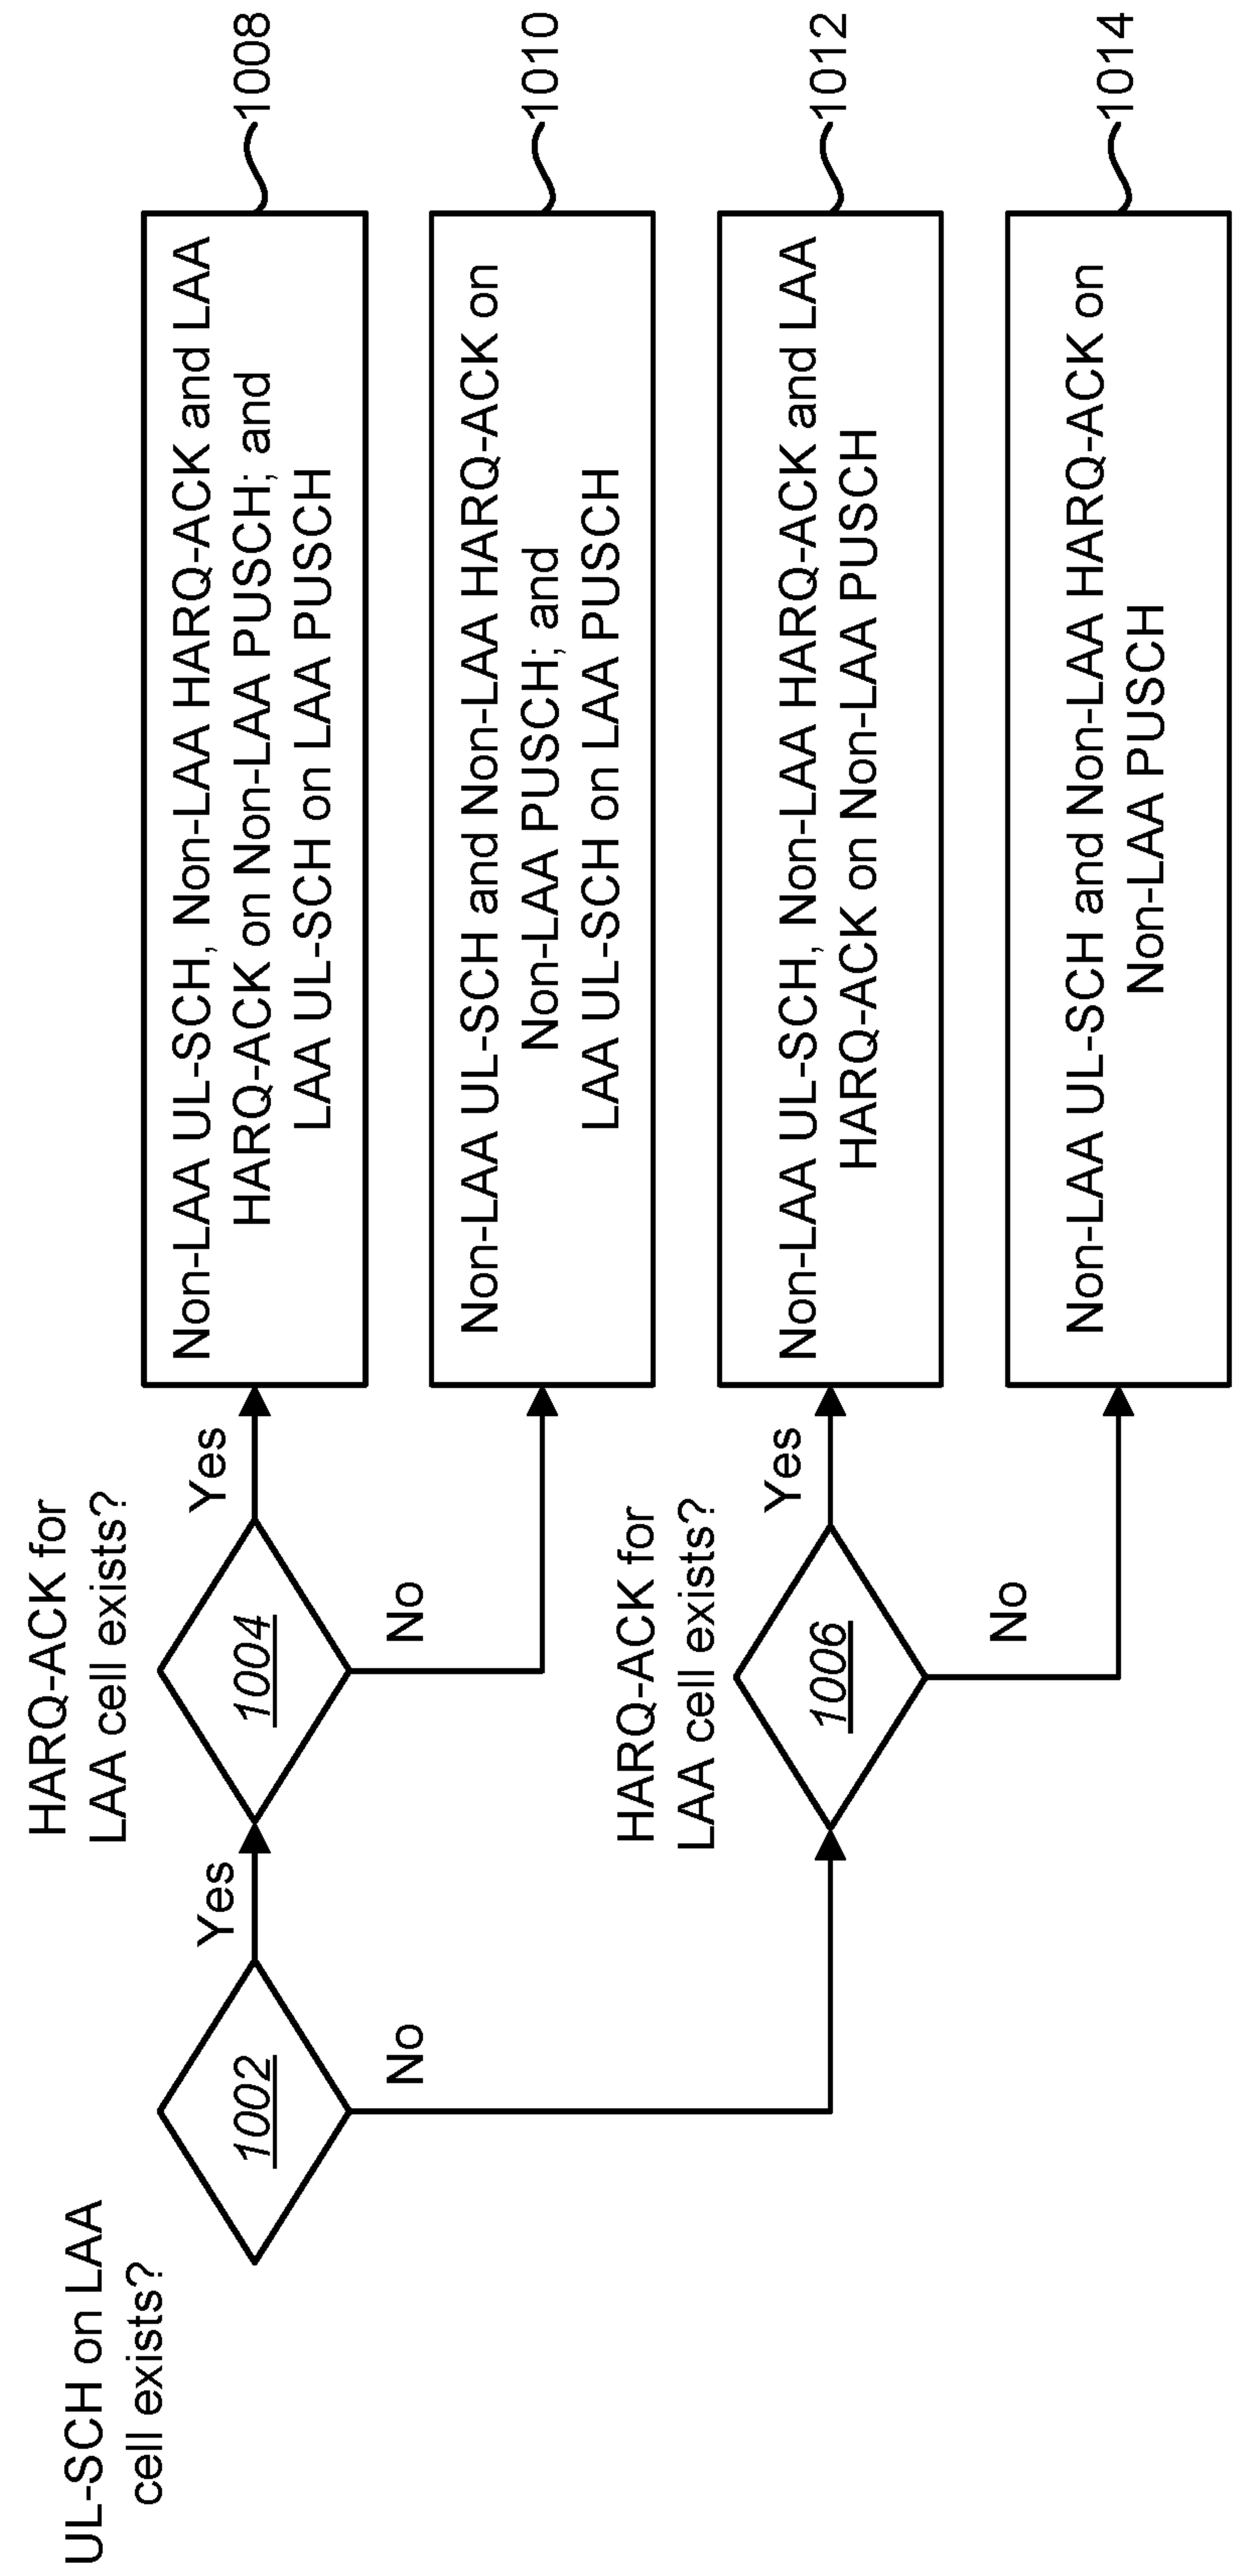 UL-SCH on LAA
cell exists?
1002
Yes
No
HARQ-ACK for
LAA cell exists?
1004
Yes
No
Non-LAA UL-SCH, Non-LAA HARQ-ACK and LAA
HARQ-ACK on Non-LAA PUSCH; and
LAA UL-SCH on LAA PUSCH
1008
Non-LAA UL-SCH and Non-LAA HARQ-ACK on
Non-LAA PUSCH; and
LAA UL-SCH on LAA PUSCH
1010
HARQ-ACK for
LAA cell exists?
1006
Yes
No
Non-LAA UL-SCH, Non-LAA HARQ-ACK and LAA
HARQ-ACK on Non-LAA PUSCH
1012
Non-LAA UL-SCH and Non-LAA HARQ-ACK on
Non-LAA PUSCH
1014